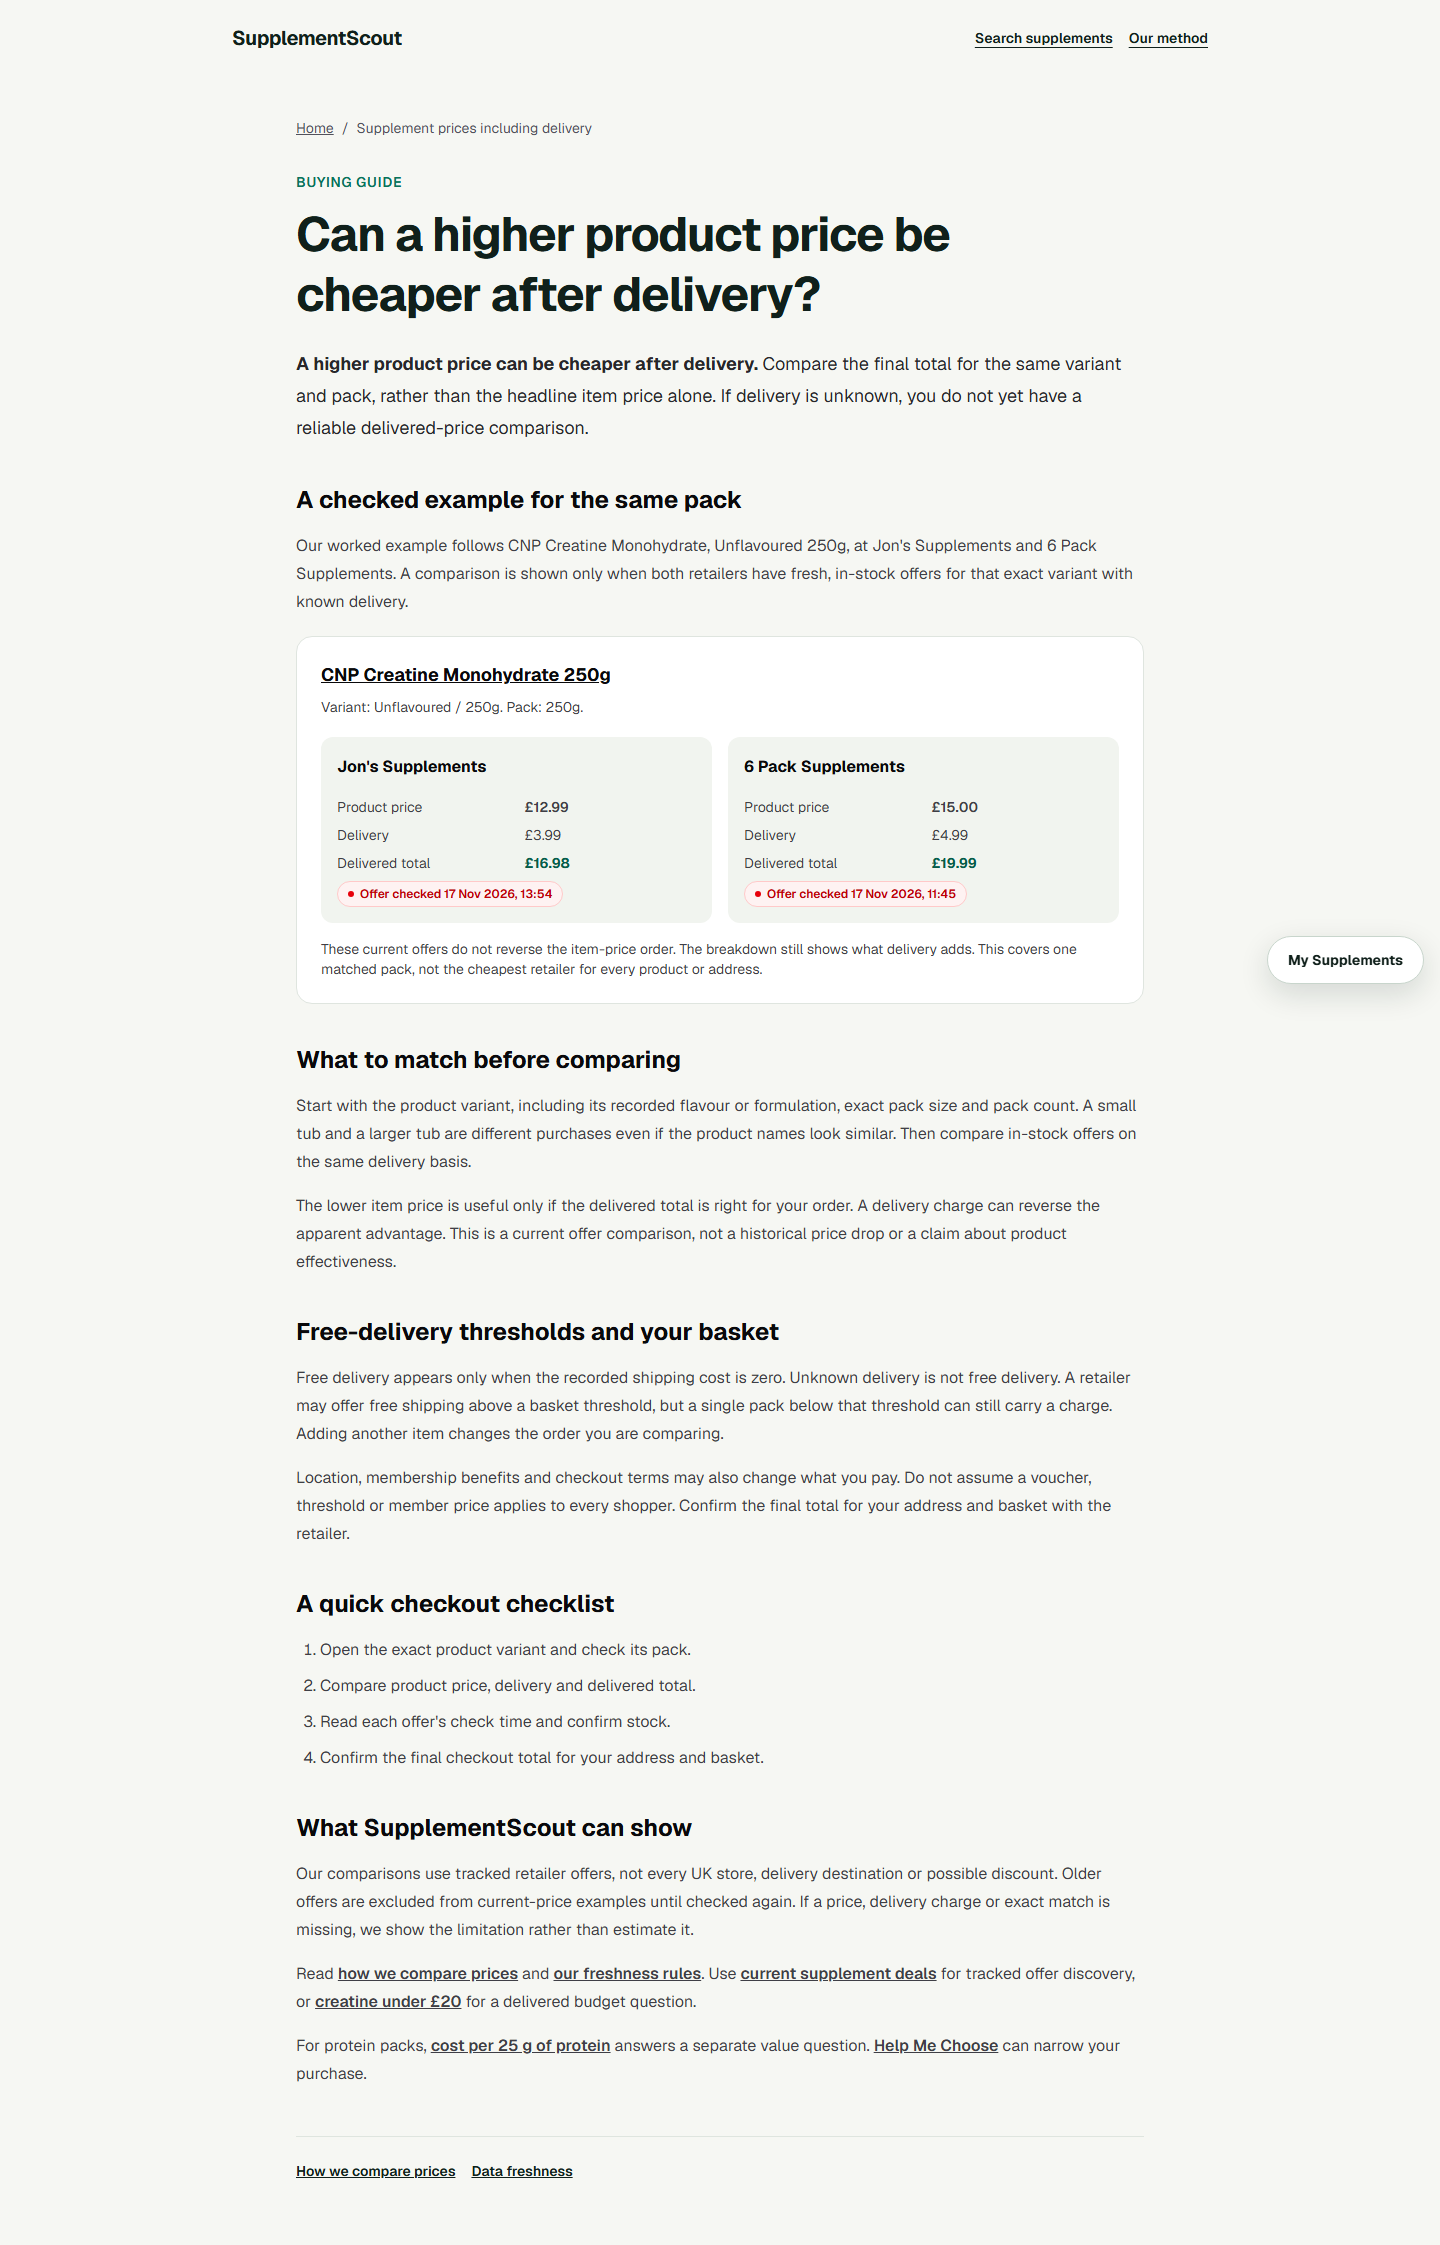 SupplementScout
Search supplements Our method
Home / Supplement prices including delivery
BUYING GUIDE
Can a higher product price be
cheaper after delivery?
A higher product price can be cheaper after delivery. Compare the final total for the same variant
and pack, rather than the headline item price alone. If delivery is unknown, you do not yet have a
reliable delivered-price comparison.
A checked example for the same pack
Our worked example follows CNP Creatine Monohydrate, Unflavoured 250g, at Jon's Supplements and 6 Pack
Supplements. A comparison is shown only when both retailers have fresh, in-stock offers for that exact variant with
known delivery.
CNP Creatine Monohydrate 250g
Variant: Unflavoured / 250g. Pack: 250g.
Jon's Supplements
Product price £12.99
Delivery £3.99
Delivered total £16.98
Offer checked 17 Nov 2026, 13:54
6 Pack Supplements
Product price £15.00
Delivery £4.99
Delivered total £19.99
Offer checked 17 Nov 2026, 11:45
These current offers do not reverse the item-price order. The breakdown still shows what delivery adds. This covers one
matched pack, not the cheapest retailer for every product or address.
My Supplements
What to match before comparing
Start with the product variant, including its recorded flavour or formulation, exact pack size and pack count. A small
tub and a larger tub are different purchases even if the product names look similar. Then compare in-stock offers on
the same delivery basis.
The lower item price is useful only if the delivered total is right for your order. A delivery charge can reverse the
apparent advantage. This is a current offer comparison, not a historical price drop or a claim about product
effectiveness.
Free-delivery thresholds and your basket
Free delivery appears only when the recorded shipping cost is zero. Unknown delivery is not free delivery. A retailer
may offer free shipping above a basket threshold, but a single pack below that threshold can still carry a charge.
Adding another item changes the order you are comparing.
Location, membership benefits and checkout terms may also change what you pay. Do not assume a voucher,
threshold or member price applies to every shopper. Confirm the final total for your address and basket with the
retailer.
A quick checkout checklist
1. Open the exact product variant and check its pack.
2. Compare product price, delivery and delivered total.
3. Read each offer's check time and confirm stock.
4. Confirm the final checkout total for your address and basket.
What SupplementScout can show
Our comparisons use tracked retailer offers, not every UK store, delivery destination or possible discount. Older
offers are excluded from current-price examples until checked again. If a price, delivery charge or exact match is
missing, we show the limitation rather than estimate it.
Read how we compare prices and our freshness rules. Use current supplement deals for tracked offer discovery,
or creatine under £20 for a delivered budget question.
For protein packs, cost per 25 g of protein answers a separate value question. Help Me Choose can narrow your
purchase.
How we compare prices Data freshness